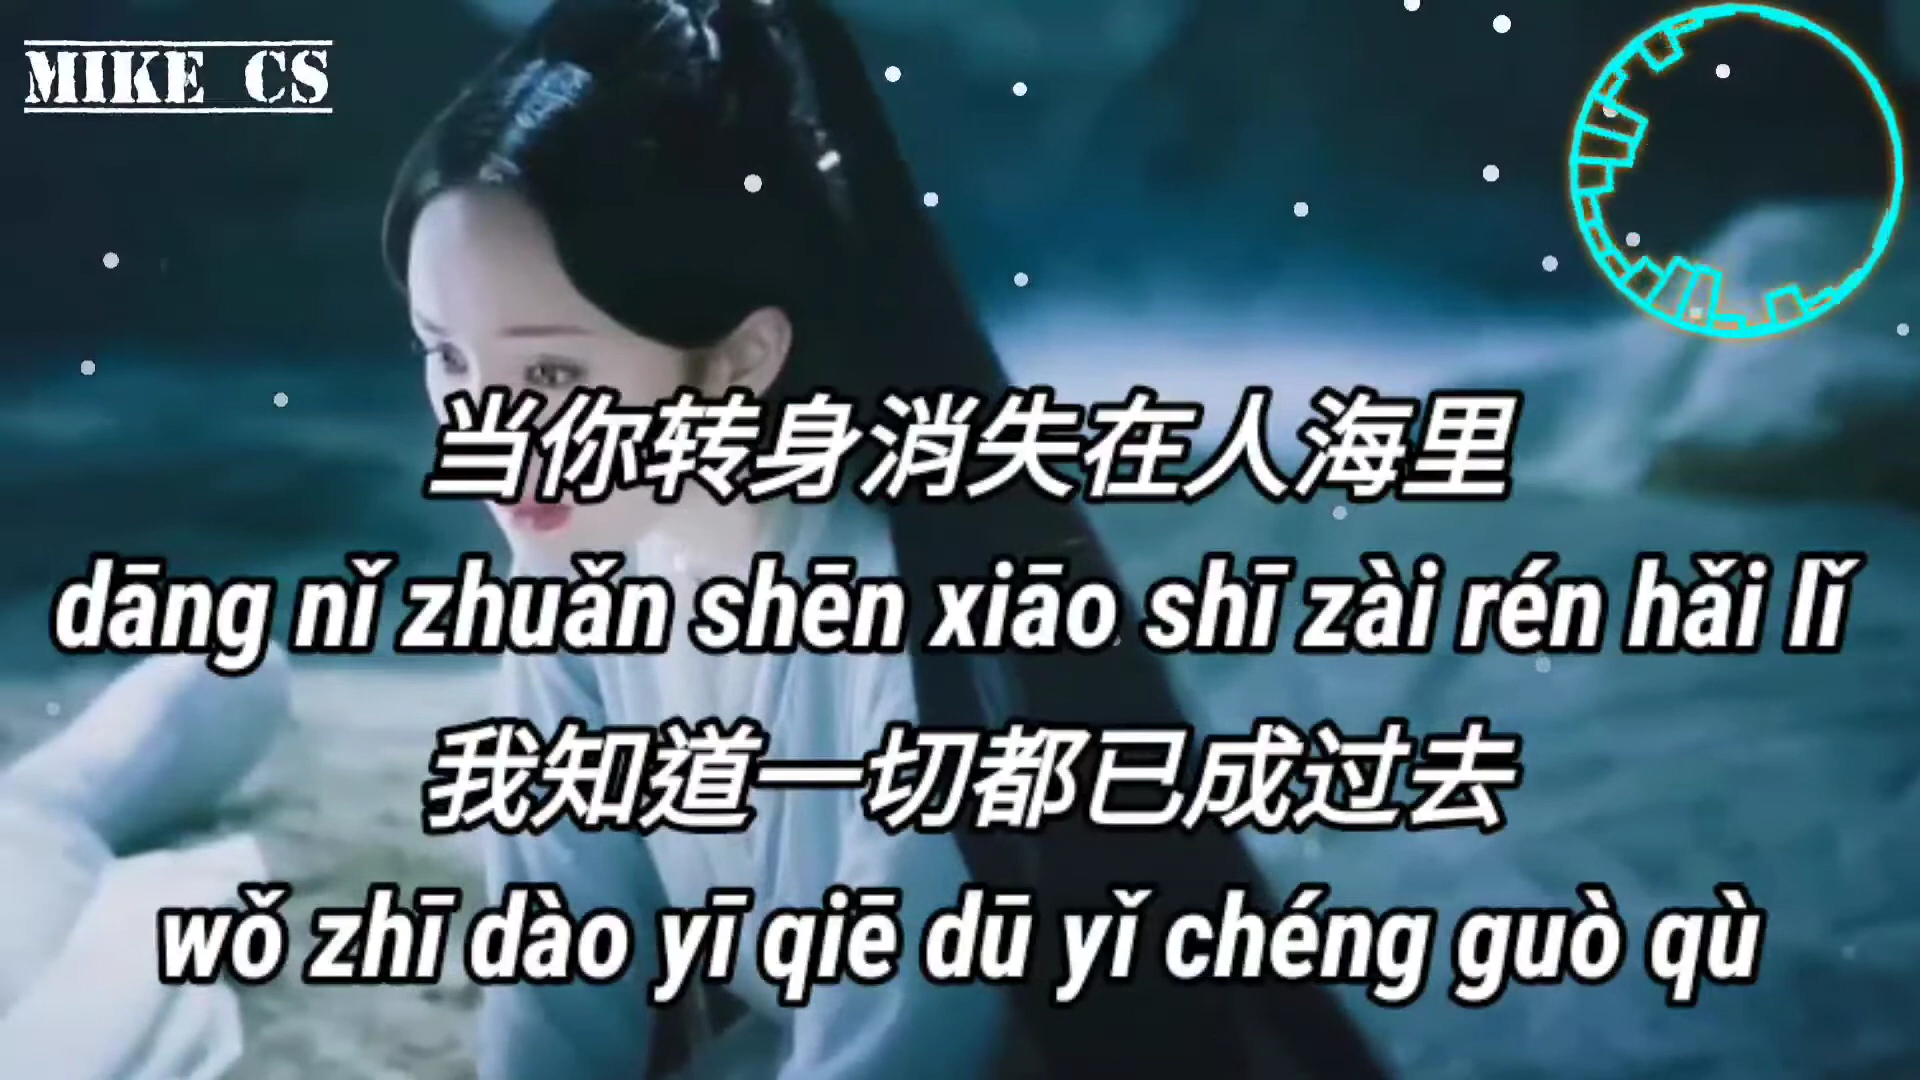 MIKE CS
当你转身消失在人海里
dāng nǐ zhuǎn shēn xiāo shī zài rén hǎi lǐ
我知道一切都已成过去
wǒ zhī dào yī qiē dū yǐ chéng guò qù